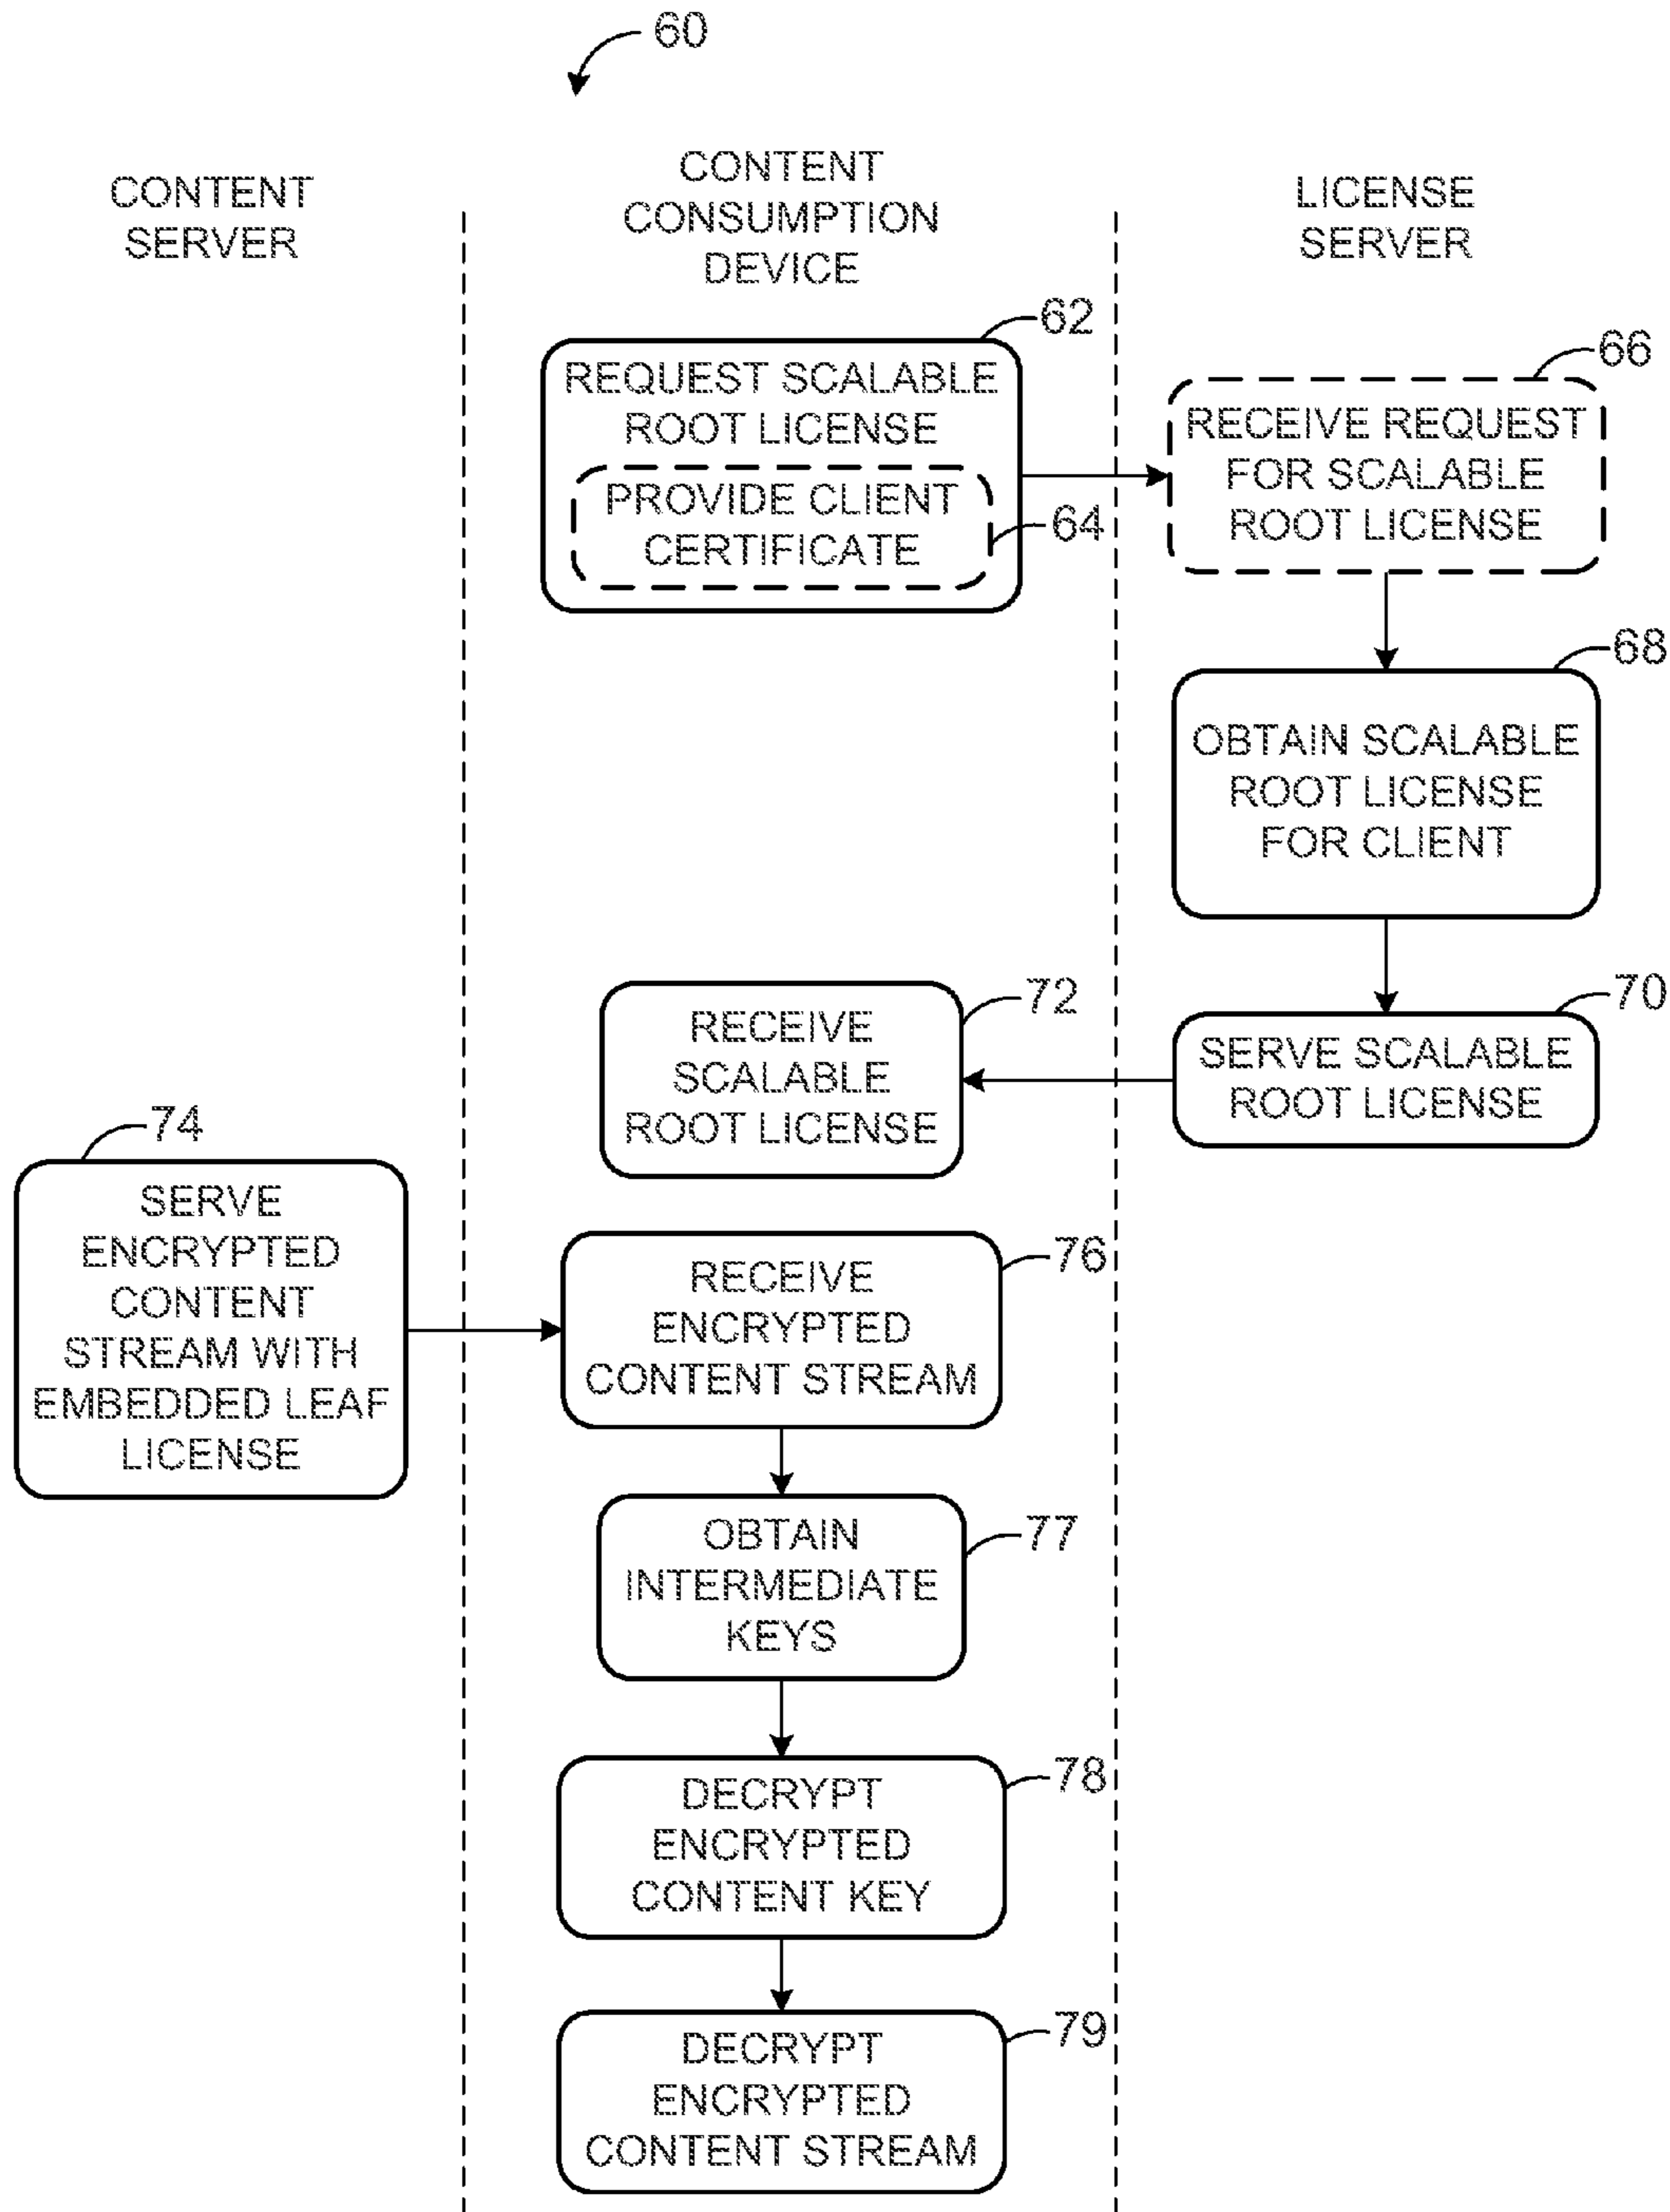 60
CONTENT
SERVER
CONTENT
CONSUMPTION
DEVICE
LICENSE
SERVER
62
REQUEST SCALABLE
ROOT LICENSE
PROVIDE CLIENT
CERTIFICATE
64
66
RECEIVE REQUEST
FOR SCALABLE
ROOT LICENSE
68
OBTAIN SCALABLE
ROOT LICENSE
FOR CLIENT
70
SERVE SCALABLE
ROOT LICENSE
72
RECEIVE
SCALABLE
ROOT LICENSE
74
SERVE
ENCRYPTED
CONTENT
STREAM WITH
EMBEDDED LEAF
LICENSE
76
RECEIVE
ENCRYPTED
CONTENT STREAM
77
OBTAIN
INTERMEDIATE
KEYS
78
DECRYPT
ENCRYPTED
CONTENT KEY
79
DECRYPT
ENCRYPTED
CONTENT STREAM